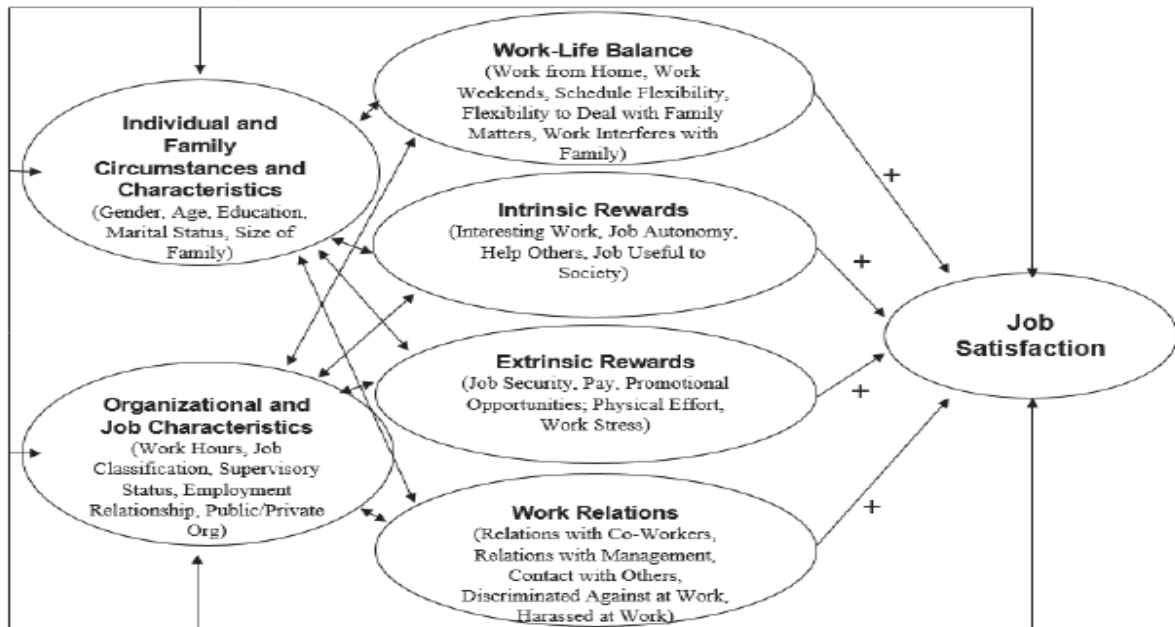 Work-Life Balance
(Work from Home, Work
Weekends, Schedule Flexibility,
Flexibility to Deal with Family
Matters, Work Interferes with
Family)
Individual and
Family
Circumstances and
Characteristics
(Gender, Age, Education,
Marital Status, Size of
Family)
Intrinsic Rewards
(Interesting Work, Job Autonomy,
Help Others, Job Useful to
Society)
Extrinsic Rewards
(Job Security, Pay, Promotional
Opportunities; Physical Effort,
Work Stress)
Organizational and
Job Characteristics
(Work Hours, Job
Classification, Supervisory
Status, Employment
Relationship, Public/Private
Org)
Work Relations
(Relations with Co-Workers,
Relations with Management,
Contact with Others,
Discriminated Against at Work,
Harassed at Work)
+
+
+
+
Job
Satisfaction